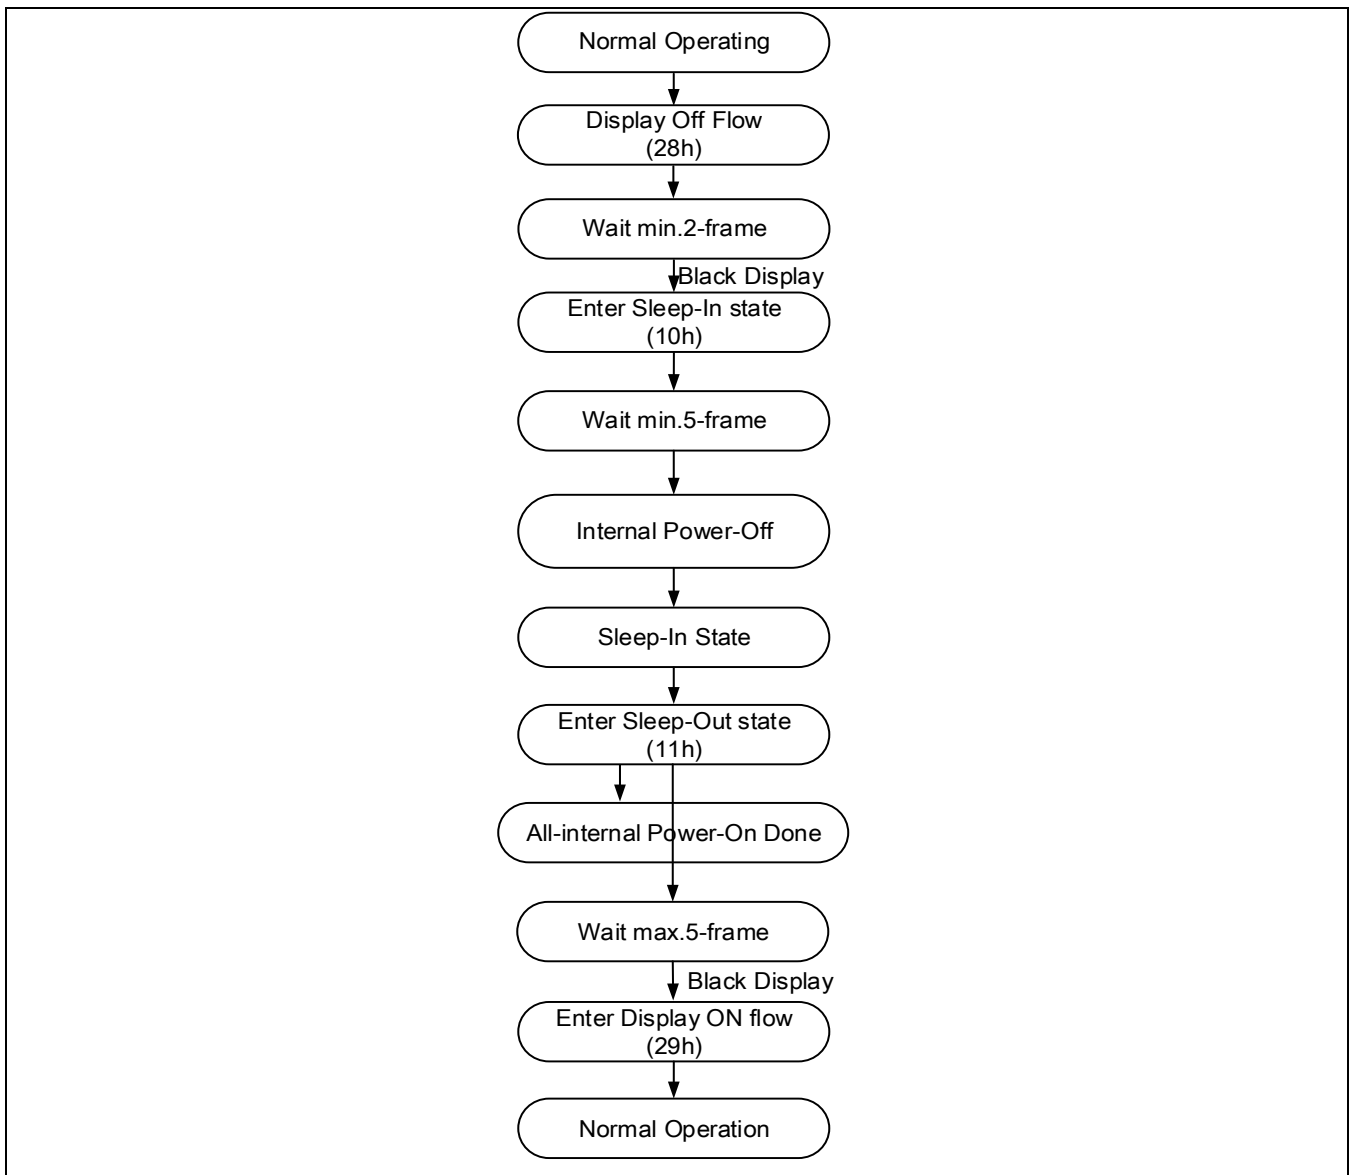 Normal Operating
Display Off Flow
(28h)
Wait min.2-frame
Black Display
Enter Sleep-In state
(10h)
Wait min.5-frame
Internal Power-Off
Sleep-In State
Enter Sleep-Out state
(11h)
All-internal Power-On Done
Wait max.5-frame
Black Display
Enter Display ON flow
(29h)
Normal Operation